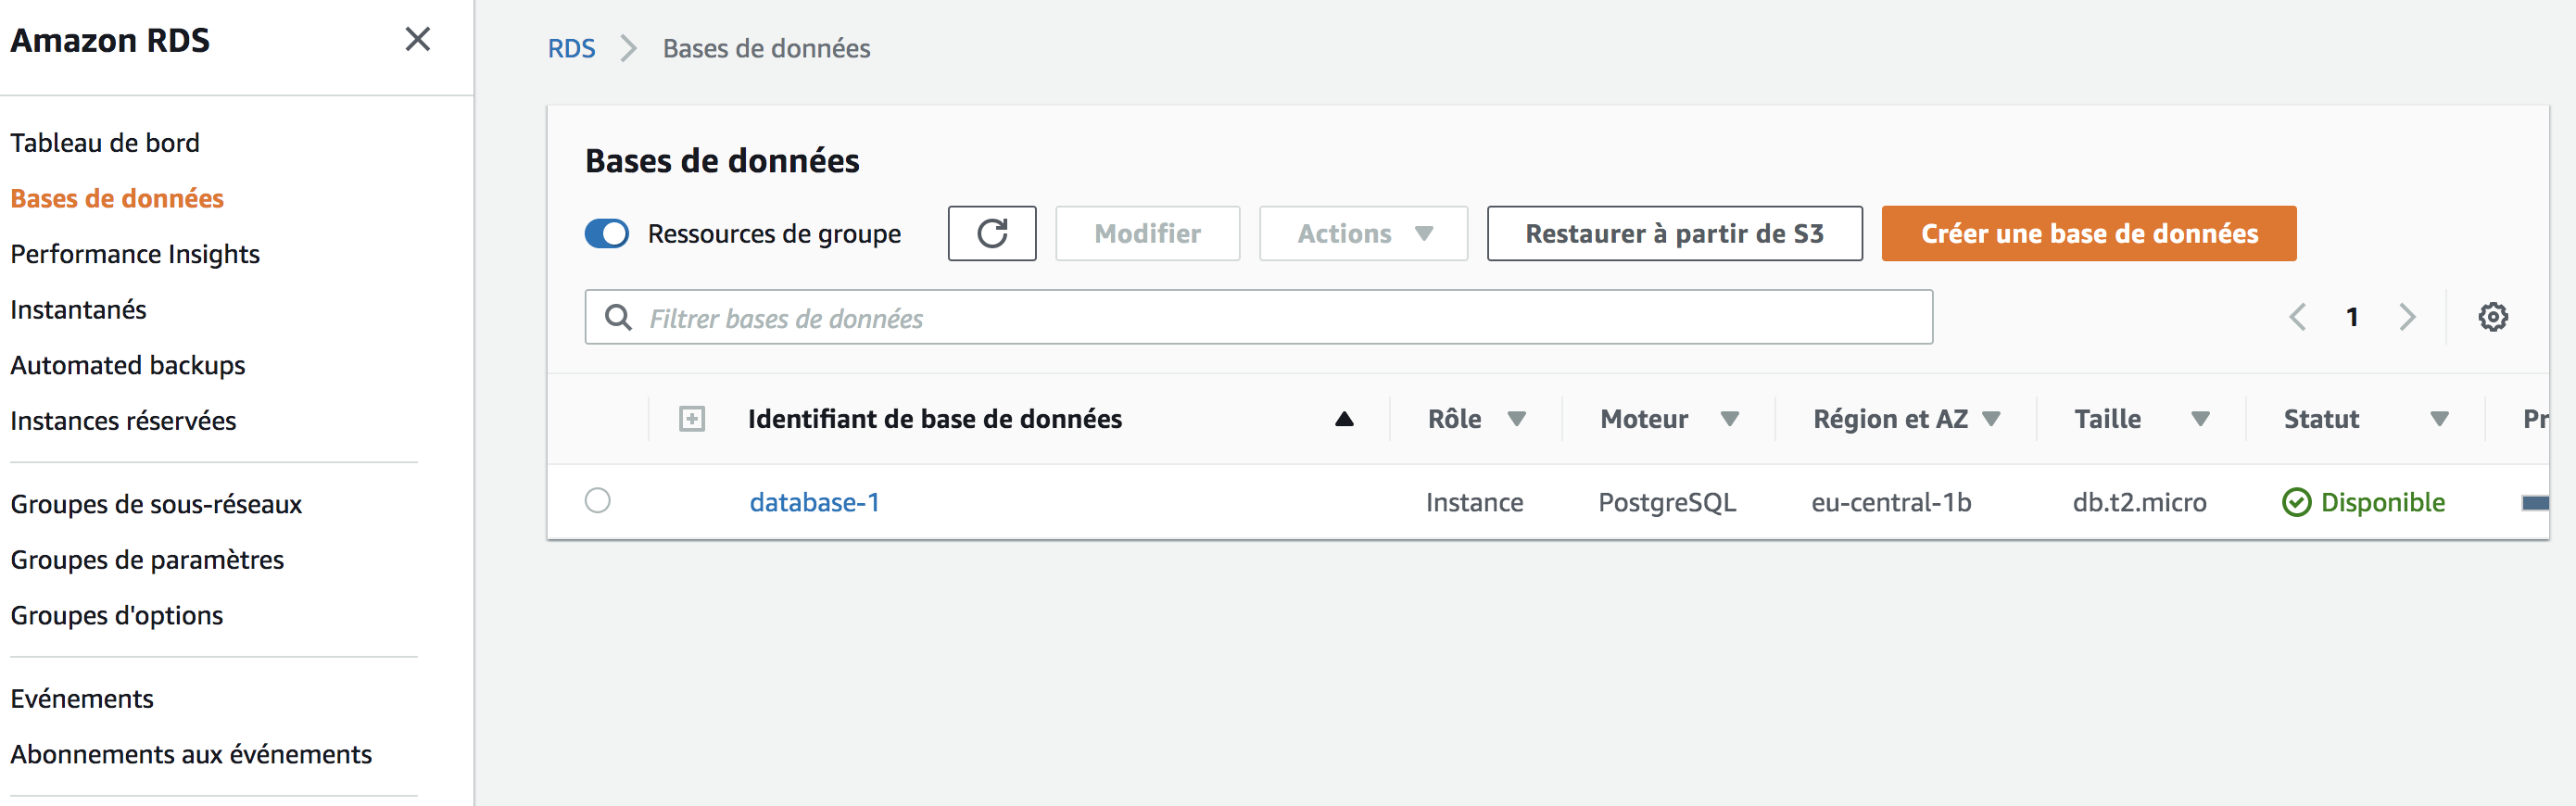 Amazon RDS
Tableau de bord
Bases de données
Performance Insights
Instantanés
Automated backups
Instances réservées
Groupes de sous-réseaux
Groupes de paramètres
Groupes d'options
Evénements
Abonnements aux événements
RDS Bases de données
Bases de données
Ressources de groupe Modifier Actions Restaurer à partir de S3 Créer une base de données
Filtrer bases de données 1
Identifiant de base de données Rôle Moteur Région et AZ Taille Statut Pr
database-1 Instance PostgreSQL eu-central-1b db.t2.micro Disponible